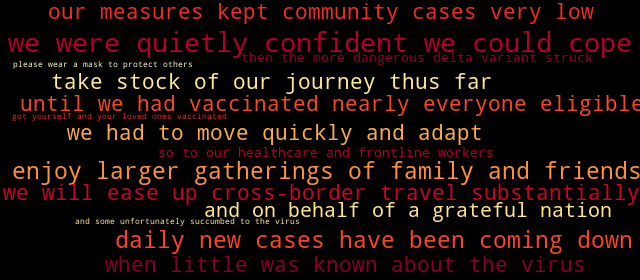 our measures kept community cases very low
we were quietly confident we could cope
then the more dangerous delta variant struck
please wear a mask to protect others
take stock of our journey thus far
until we had vaccinated nearly everyone eligible
got yourself and your loved ones vaccinated
we had to move quickly and adapt
so to our healthcare and frontline workers
enjoy larger gatherings of family and friends
we will ease up cross-border travel substantially
and on behalf of a grateful nation
and some unfortunately succumbed to the virus
daily new cases have been coming down
when little was known about the virus